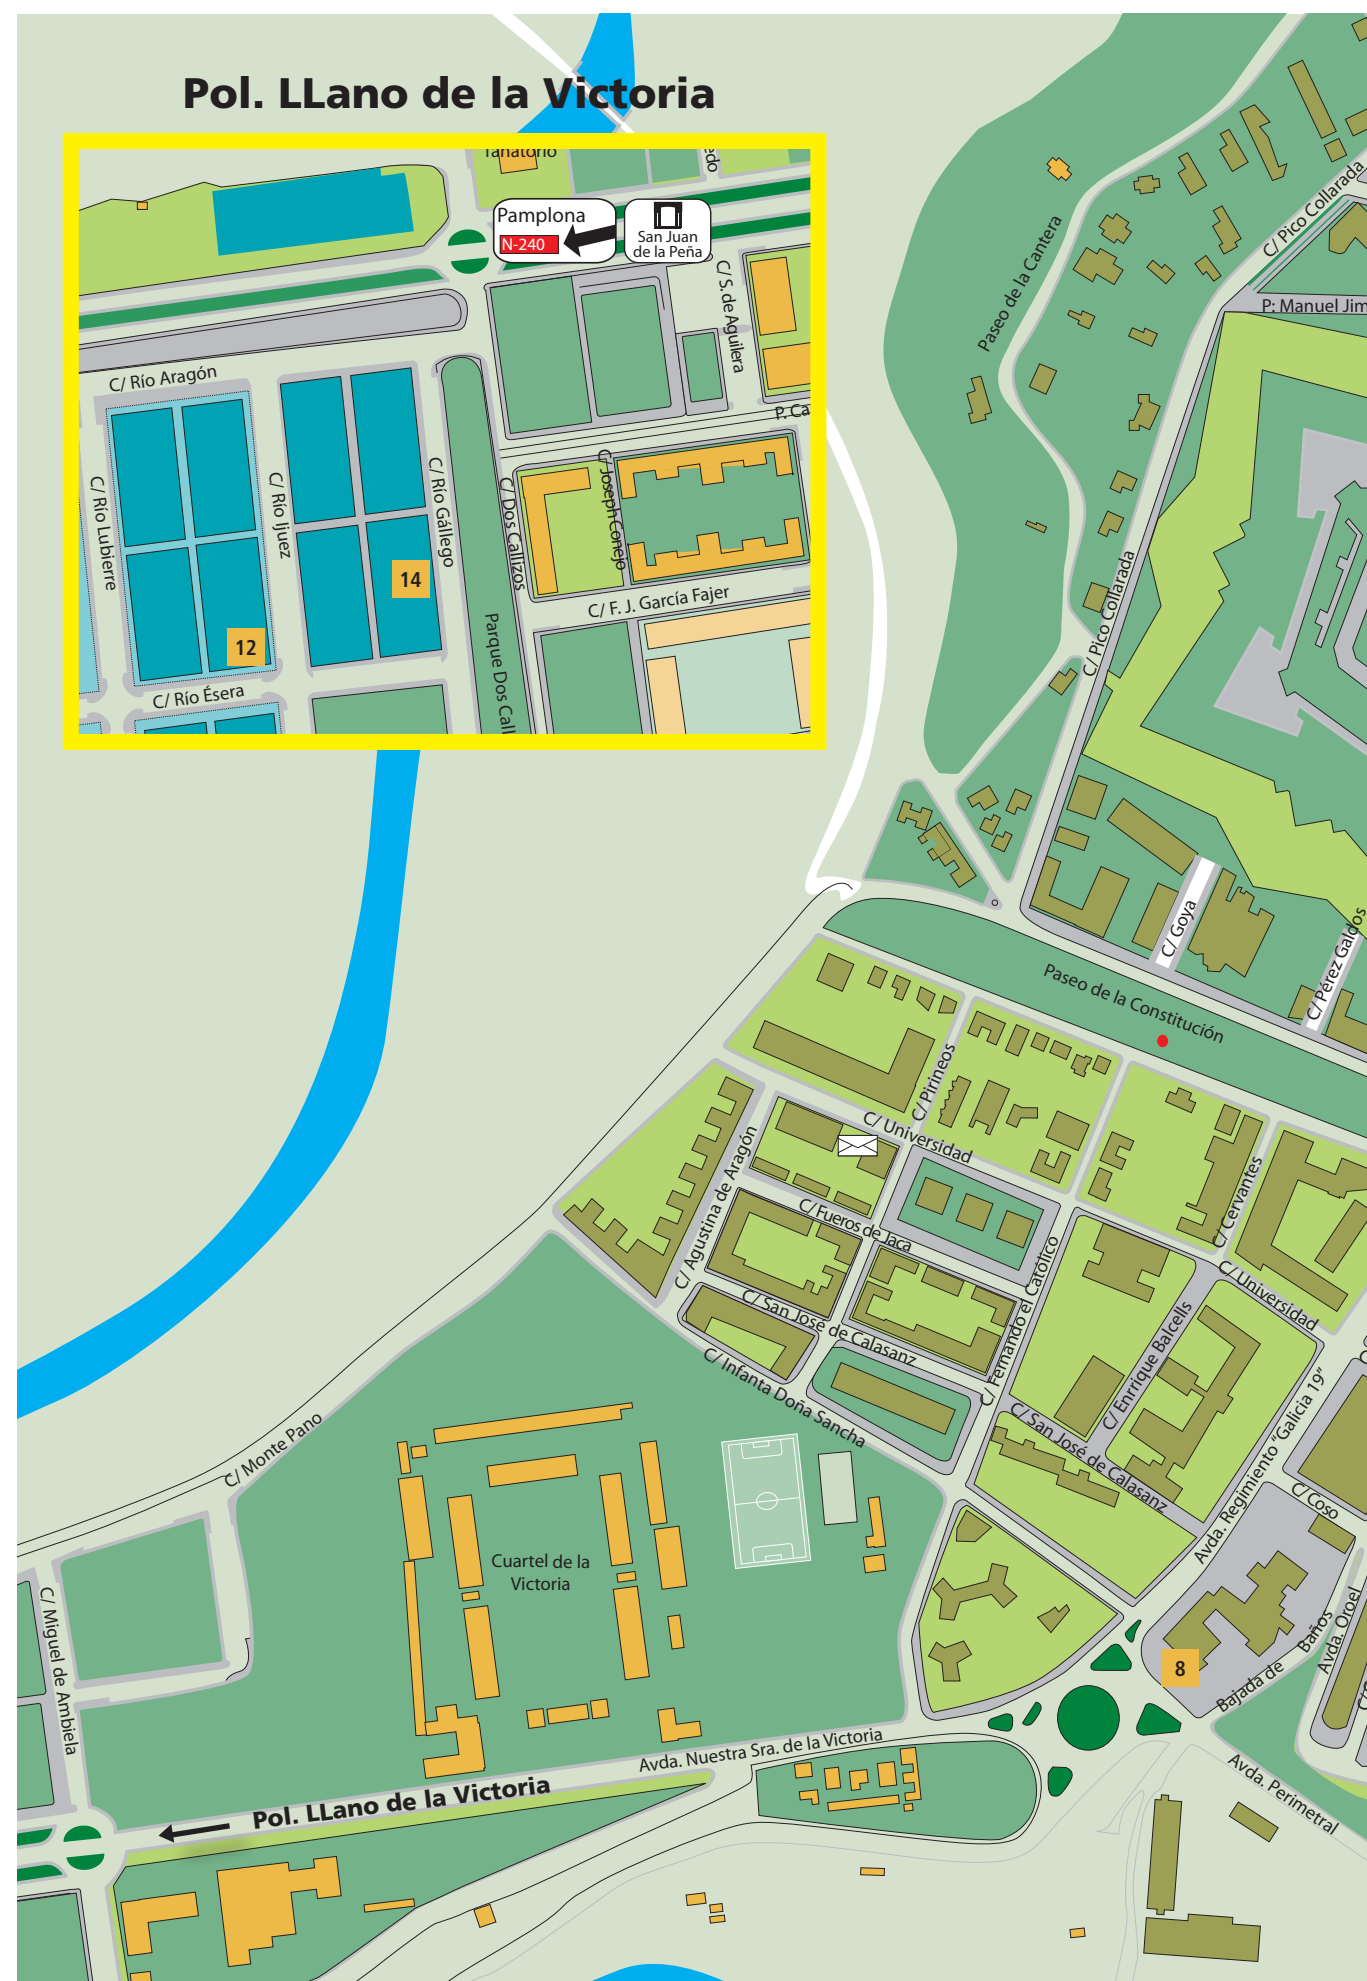 Pol. LLano de la Victoria
Tanatorio
Pamplona
N-240
San Juan
de la Peña
C/ S. de Aguilera
C/ Río Aragón
P. Ca
C/ Río Lubierre
C/ Río Ijuez
C/ Río Gállego
C/ Dos Callizos
C/ Joseph Conejo
14
12
C/ F. J. García Fajer
Parque Dos Call
C/ Río Ésera
Paseo de la Cantera
C/ Pico Collarada
P: Manuel Jim
C/ Pico Collarada
C/ Goya
C/ Pérez Galdos
Paseo de la Constitución
C/ Pirineos
C/ Universidad
C/ Agustina de Aragón
C/ Fueros de Jaca
C/ Cervantes
C/ Universidad
C/ San José de Calasanz
C/ Fernando el Católico
C/ Enrrique Balcells
C/ Infanta Doña Sancha
C/ San José de Calasanz
Avda. Regimiento "Galicia 19"
C/ Coso
C/ Monte Pano
Cuartel de la
Victoria
C/ Miguel de Ambiela
8
Bajada de Baños
Avda. Oroel
Avda. Nuestra Sra. de la Victoria
Avda. Perimetral
Pol. LLano de la Victoria